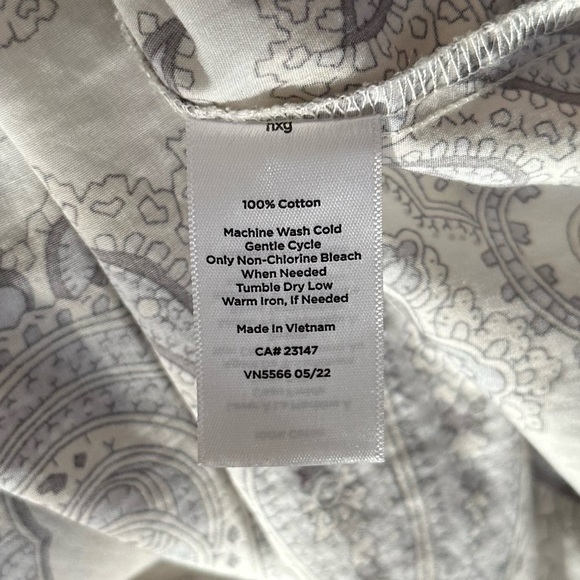 100% Cotton
Machine Wash Cold
Gentle Cycle
Only Non-Chlorine Bleach
When Needed
Tumble Dry Low
Warm Iron, If Needed
Made In Vietnam
CA# 23147
VN5566 05/22